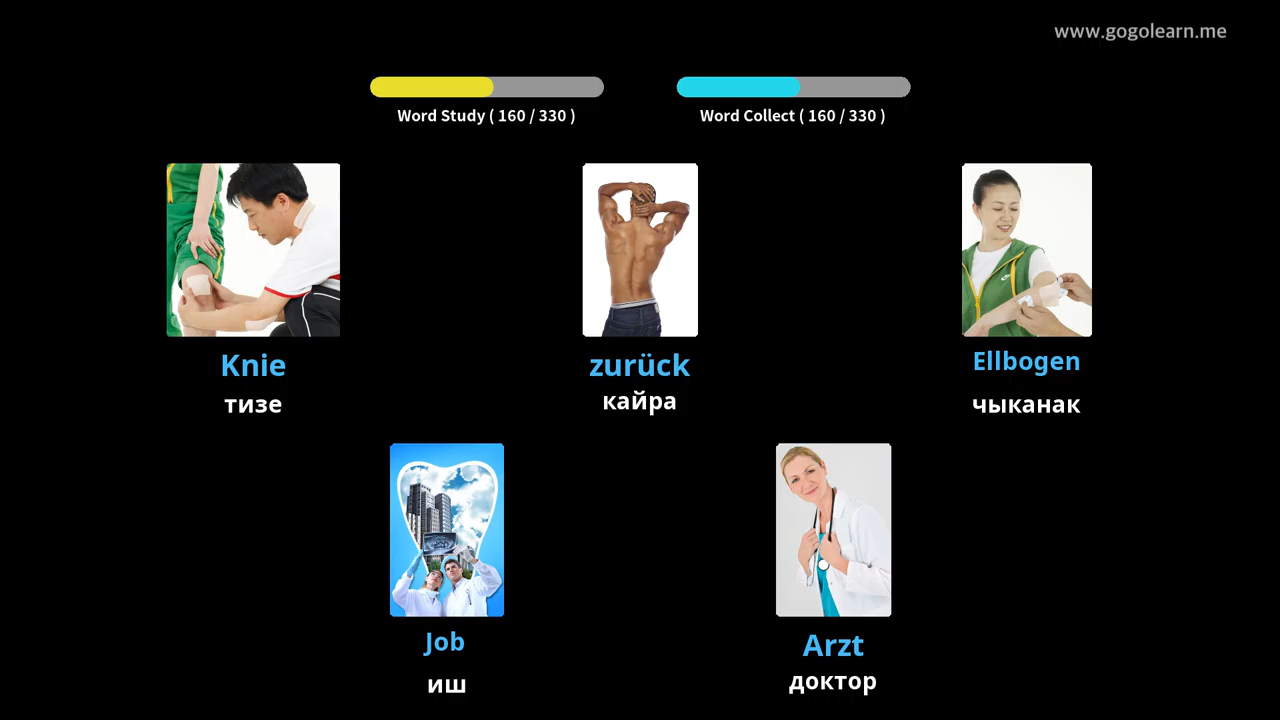 www.gogolearn.me
Word Study ( 160 / 330 )
Word Collect ( 160 / 330 )
Knie
тизе
zurück
кайра
Ellbogen
чыканак
Job
иш
Arzt
доктор